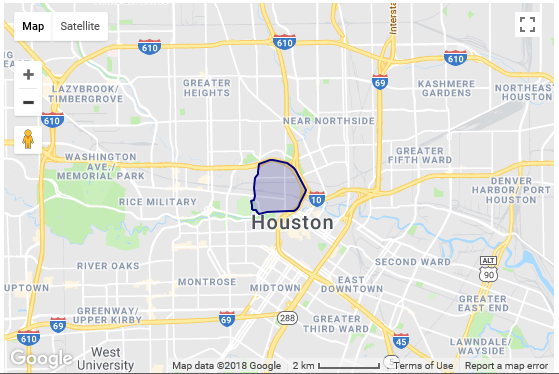 Map
Satellite
610
610
Interstate
610
69
LAZYBROOK/
TIMBERGROVE
GREATER
HEIGHTS
KASHMERE
GARDENS
NORTHEAST
HOUSTON
610
NEAR NORTHSIDE
WASHINGTON
AVE./
MEMORIAL PARK
GREATER
FIFTH WARD
DENVER
HARBOR/PORT
HOUSTON
RICE MILITARY
10
Houston
RIVER OAKS
SECOND WARD
ALT
90
UPTOWN
MONTROSE
MIDTOWN
EAST
DOWNTOWN
GREATER
EAST END
GREENWAY/
UPPER KIRBY
69
69
288
GREATER
THIRD WARD
610
45
LAWNDALE/
WAYSIDE
West
University
Google
Map data ©2018 Google
2 km
Terms of Use
Report a map error